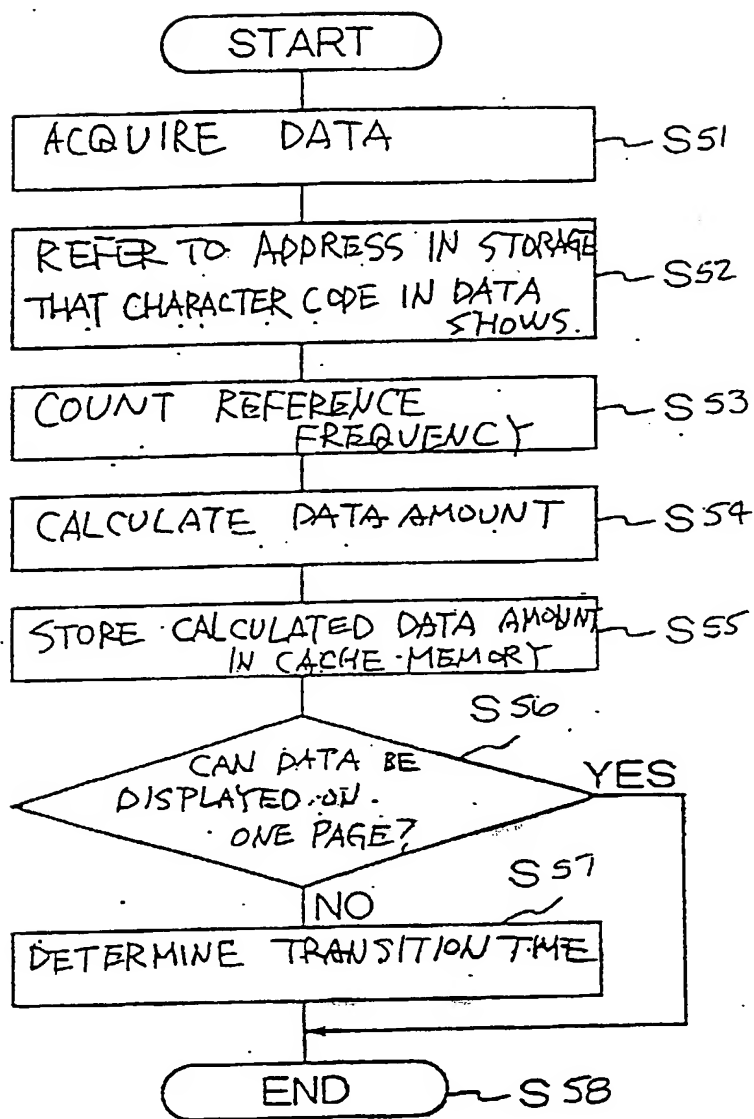 START
ACQUIRE DATA
S51
REFER TO ADDRESS IN STORAGE
THAT CHARACTER CODE IN DATA
SHOWS.
S52
COUNT REFERENCE
FREQUENCY
S53
CALCULATE DATA AMOUNT
S54
STORE CALCULATED DATA AMOUNT
IN CACHE MEMORY
S55
S56
CAN DATA BE
DISPLAYED ON
ONE PAGE?
YES
S57
NO
DETERMINE TRANSITION TIME
END
S58